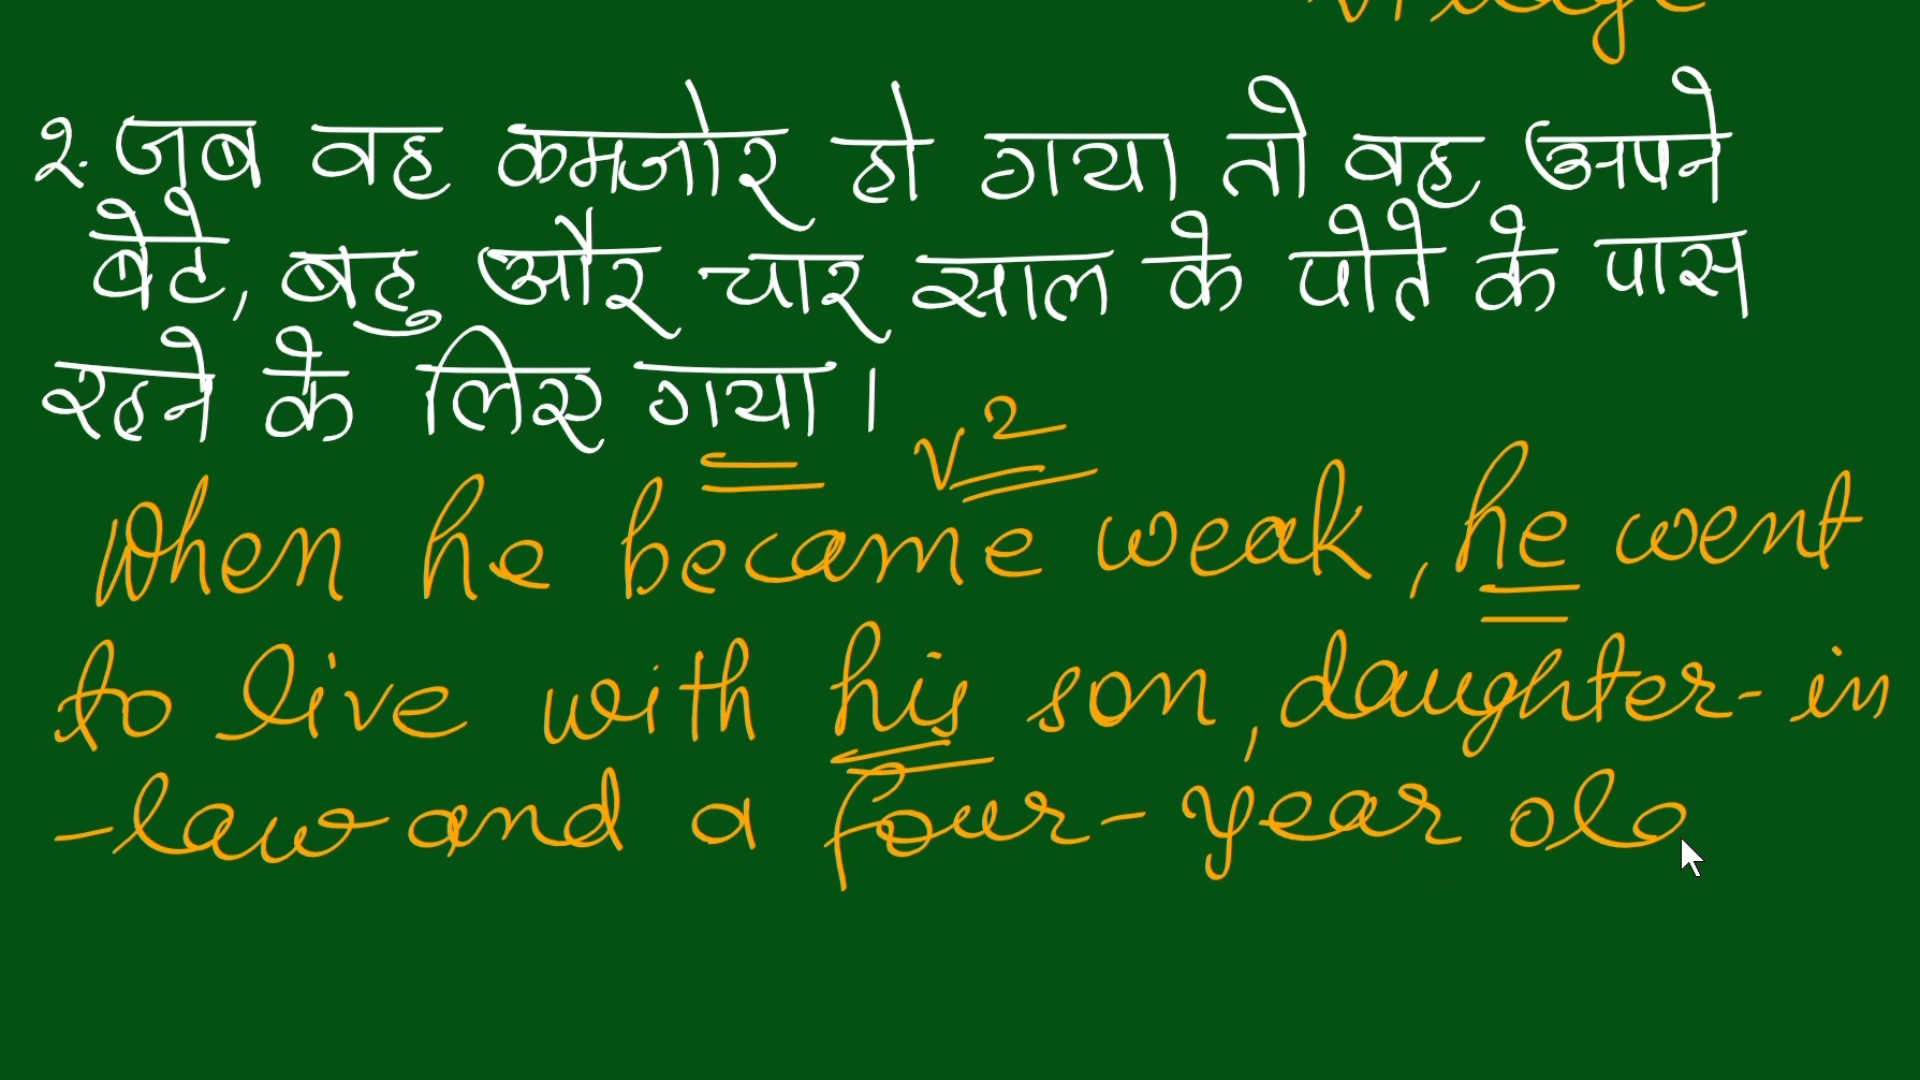 २. जब वह कमजोर हो गया तो वह अपने
बेटे, बहु और चार साल के पोते के पास
रहने के लिए गया।
V2
When he became weak, he went
to live with his son, daughter-in
-law and a four-year old